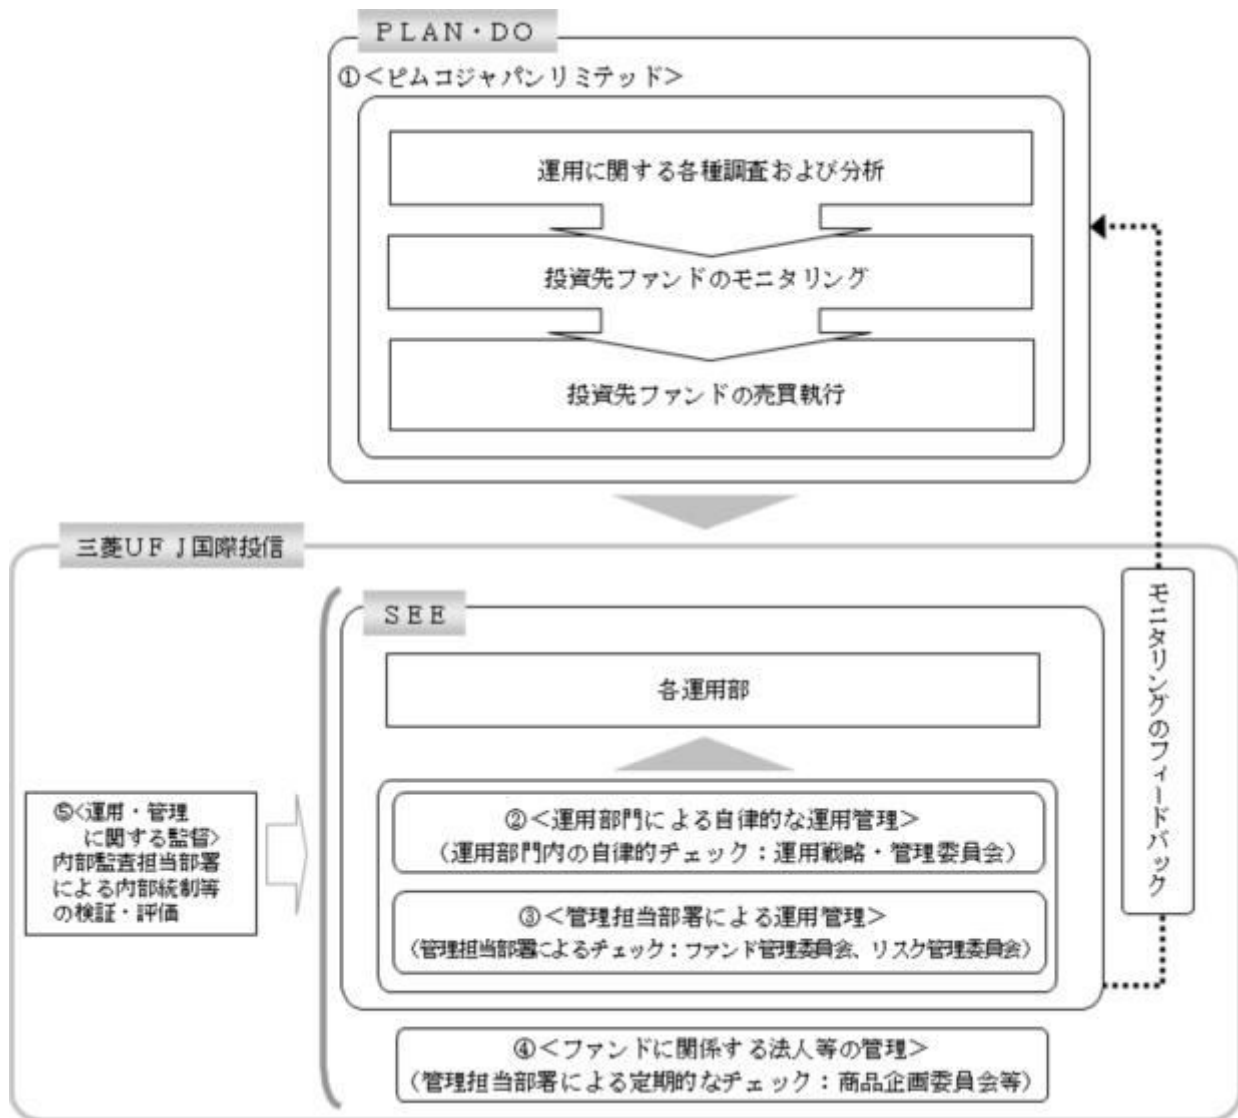 ＰＬＡＮ・ＤＯ
①＜ピムコジャパンリミテッド＞
運用に関する各種調査および分析
投資先ファンドのモニタリング
投資先ファンドの売買執行
三菱ＵＦＪ国際投信
ＳＥＥ
各運用部
モニタリングのフィードバック
⑤＜運用・管理
に関する監督＞
内部監査担当部署
による内部統制等
の検証・評価
②＜運用部門による自律的な運用管理＞
（運用部門内の自律的チェック：運用戦略・管理委員会）
③＜管理担当部署による運用管理＞
（管理担当部署によるチェック：ファンド管理委員会、リスク管理委員会）
④＜ファンドに関係する法人等の管理＞
（管理担当部署による定期的なチェック：商品企画委員会等）